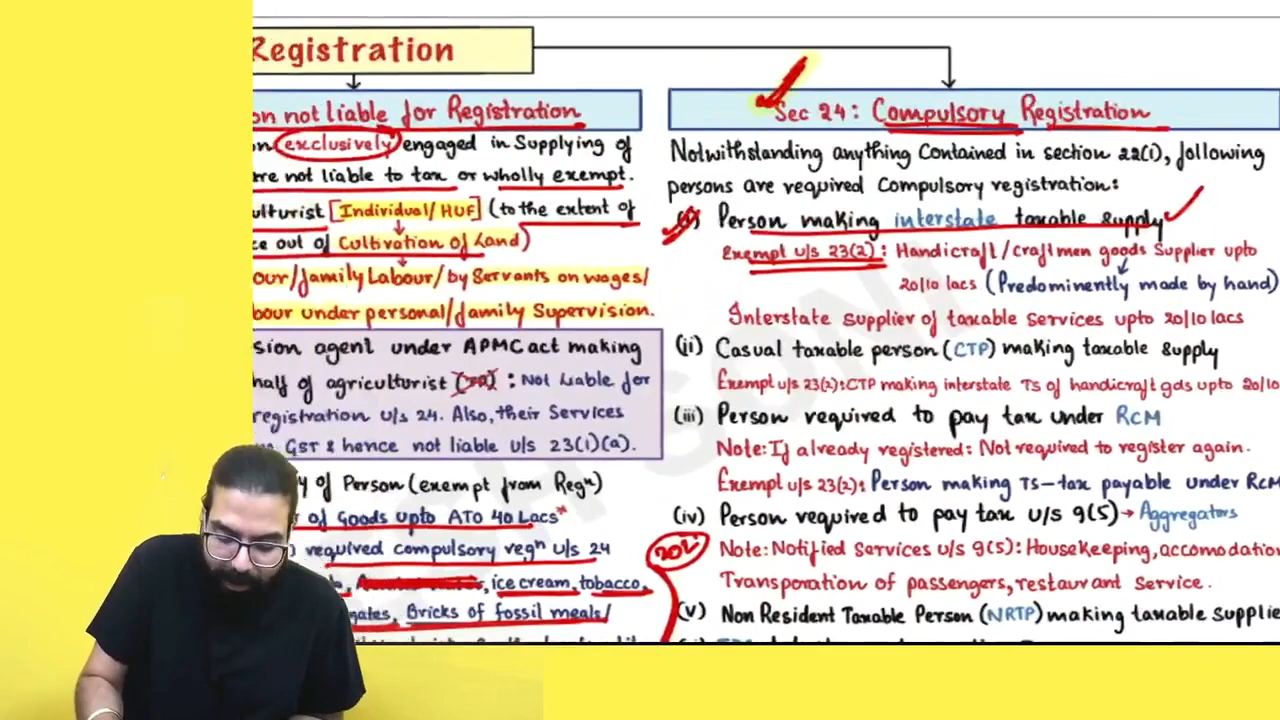 Registration
on not liable for Registration
on exclusively engaged in Supplying of
re not liable to tax or wholly exempt.
ulturist [Individual/HUF] (to the extent of
ce out of Cultivation of Land)
our/family Labour/by Servants on wages/
bour under personal/family Supervision.
sion agent under APMC act making
half of agriculturist : Not Liable for
registration u/s 24. Also, their Services
GST & hence not liable u/s 23(1)(a).
y of Person (exempt from Regn)
of Goods upto ATO 40 Lacs*
required compulsory regn u/s 24
, ice cream, tobacco,
gates, Bricks of fossil meals/
Sec 24: Compulsory Registration
Notwithstanding anything Contained in section 22(1), following
persons are required Compulsory registration:
(i) Person making interstate taxable supply
Exempl u/s 23(2): Handicraft/craftmen goods Supplier upto
20/10 lacs (Predominently made by hand)
Interstate Supplier of taxable Services upto 20/10 lacs
(ii) Casual taxable person (CTP) making taxable Supply
Exempl u/s 23(2): CTP making interstate TS of handicraft gds upto 20/10
(iii) Person required to pay tax under RCM
Note: If already registered: Not required to register again.
Exempl u/s 23(2): Person making TS-tax payable under RCM
(iv) Person required to pay tax u/s 9(5) → Aggregators
Note: Notified Services u/s 9(5): HouseKeeping, accomodation
Transporation of passengers, restaurant Service.
(v) Non Resident Taxable Person (NRTP) making taxable Supplie